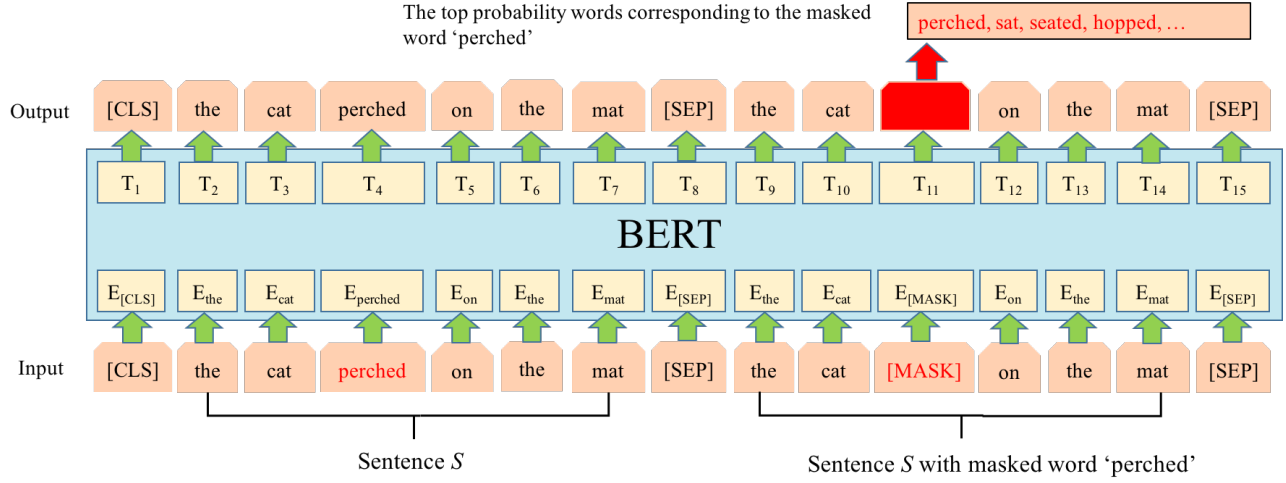 The top probability words corresponding to the masked
word ‘perched’
perched, sat, seated, hopped, …
Output
[CLS] the cat perched on the mat [SEP] the cat on the mat [SEP]
T1 T2 T3 T4 T5 T6 T7 T8 T9 T10 T11 T12 T13 T14 T15
BERT
E[CLS] Ethe Ecat Eperched Eon Ethe Emat E[SEP] Ethe Ecat E[MASK] Eon Ethe Emat E[SEP]
Input
[CLS] the cat perched on the mat [SEP] the cat [MASK] on the mat [SEP]
Sentence S
Sentence S with masked word ‘perched’